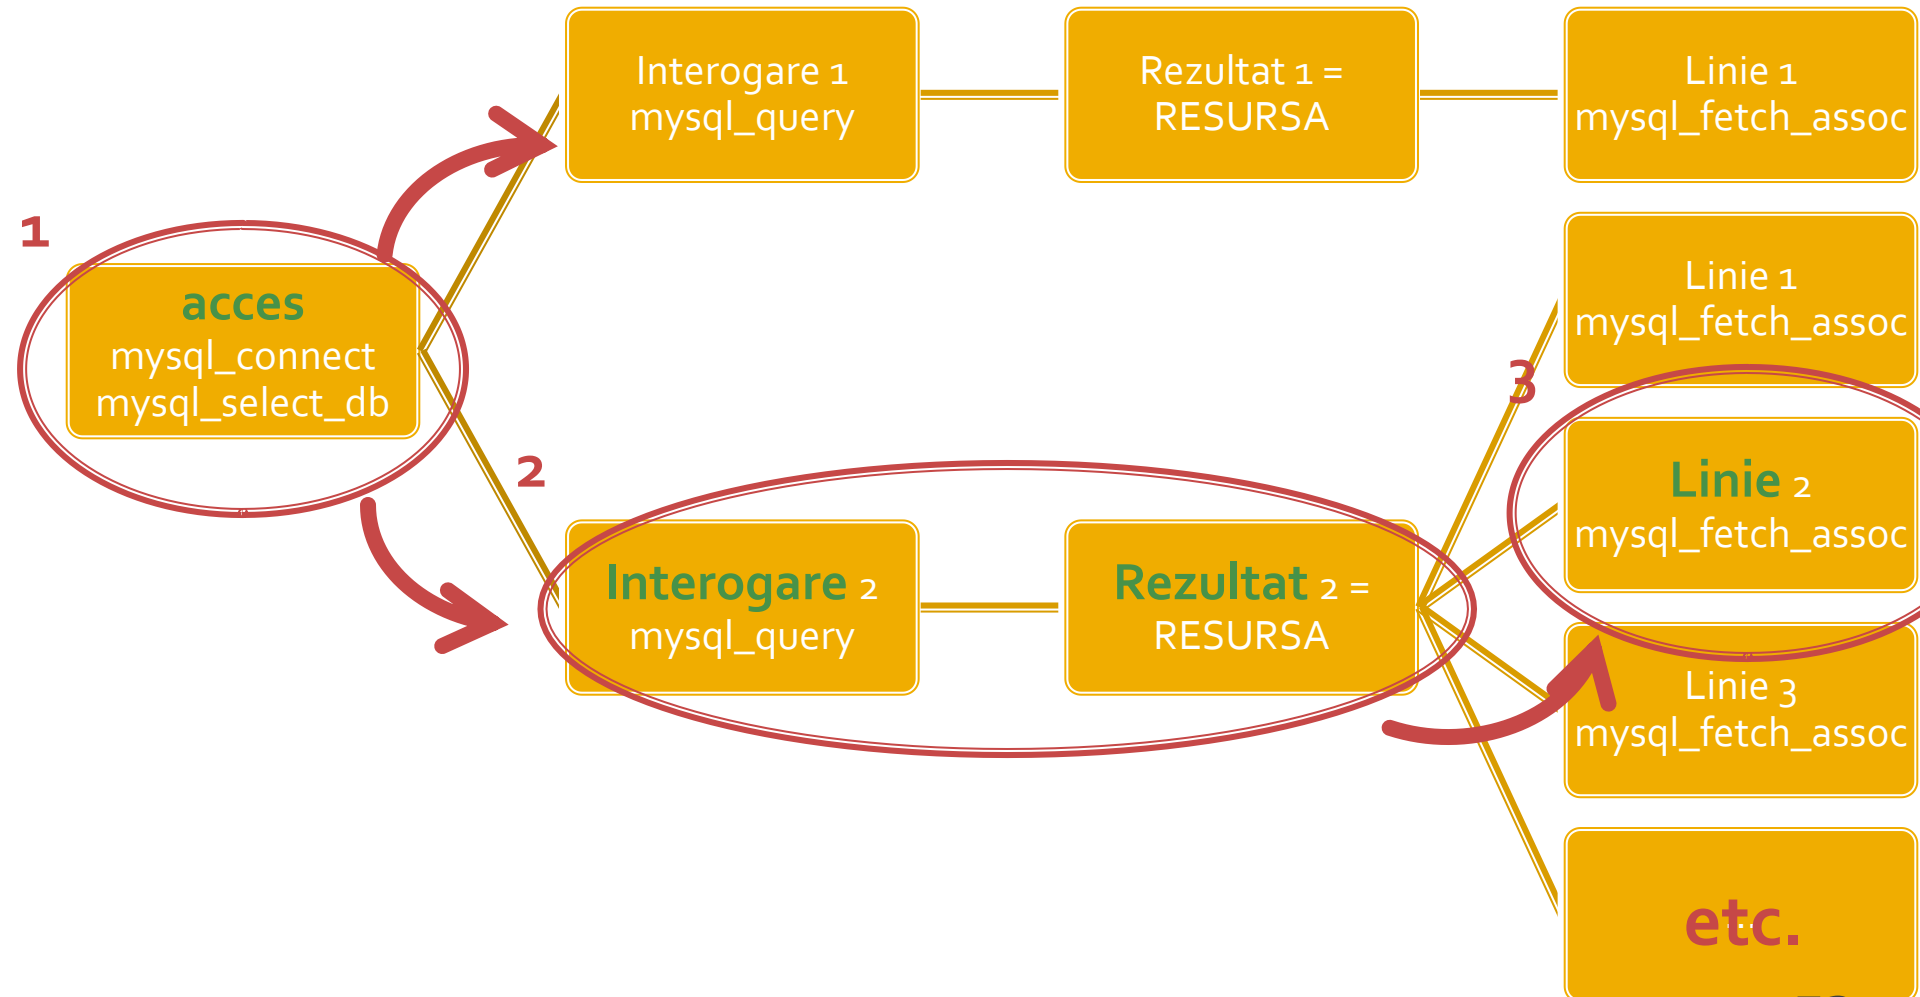 Interogare 1
mysql_query
Rezultat 1 =
RESURSA
Linie 1
mysql_fetch_assoc
1
acces
mysql_connect
mysql_select_db
Linie 1
mysql_fetch_assoc
2
3
Interogare 2
mysql_query
Rezultat 2 =
RESURSA
Linie 2
mysql_fetch_assoc
Linie 3
mysql_fetch_assoc
etc.